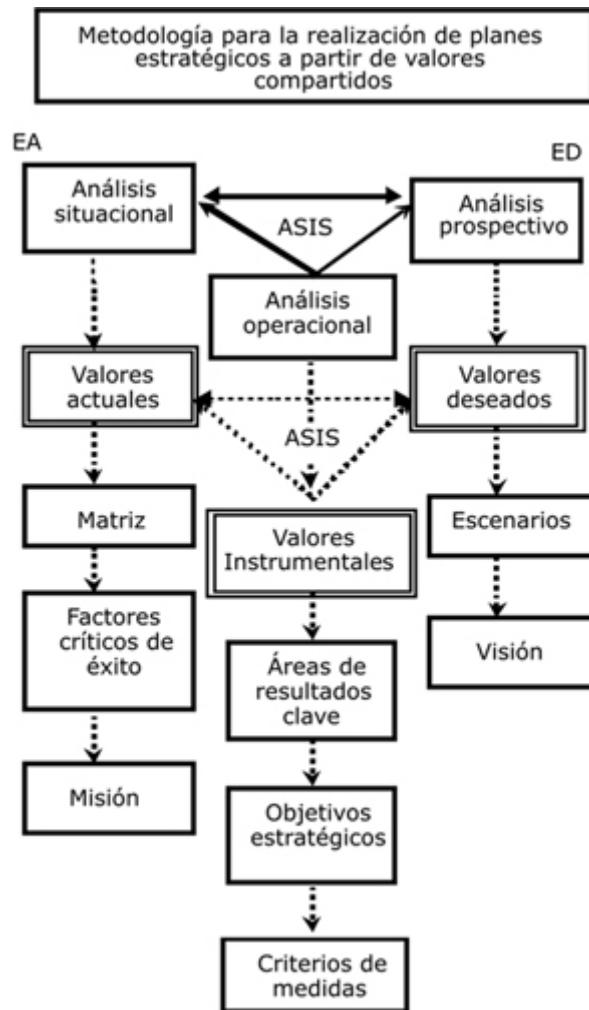 Metodología para la realización de planes
estratégicos a partir de valores
compartidos
EA
ED
Análisis
situacional
ASIS
Análisis
prospectivo
Análisis
operacional
Valores
actuales
Valores
deseados
ASIS
Matriz
Valores
Instrumentales
Escenarios
Factores
críticos de
éxito
Áreas de
resultados
clave
Visión
Misión
Objetivos
estratégicos
Criterios de
medidas